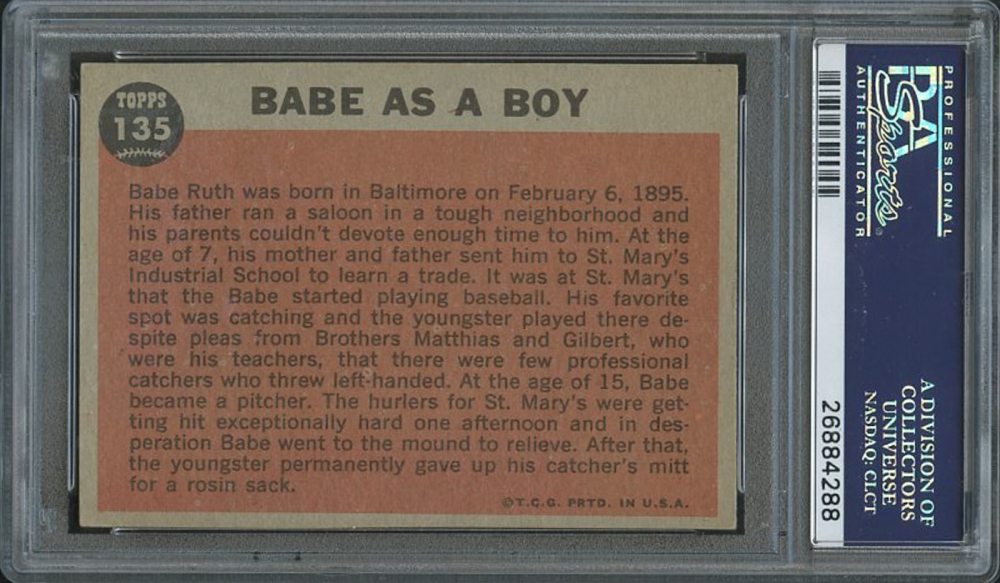 TOPPS
135
BABE AS A BOY
Babe Ruth was born in Baltimore on February 6, 1895.
His father ran a saloon in a tough neighborhood and
his parents couldn't devote enough time to him. At the
age of 7, his mother and father sent him to St. Mary's
Industrial School to learn a trade. It was at St. Mary's
that the Babe started playing baseball. His favorite
spot was catching and the youngster played there de-
spite pleas from Brothers Matthias and Gilbert, who
were his teachers, that there were few professional
catchers who threw left-handed. At the age of 15, Babe
became a pitcher. The hurlers for St. Mary's were get-
ting hit exceptionally hard one afternoon and in des-
peration Babe went to the mound to relieve. After that,
the youngster permanently gave up his catcher's mitt
for a rosin sack.
©T.C.G. PRTD. IN U.S.A.
PROFESSIONAL
PSA
Sports
AUTHENTICATOR
A DIVISION OF
COLLECTORS
UNIVERSE
NASDAQ: CLCT
26884288